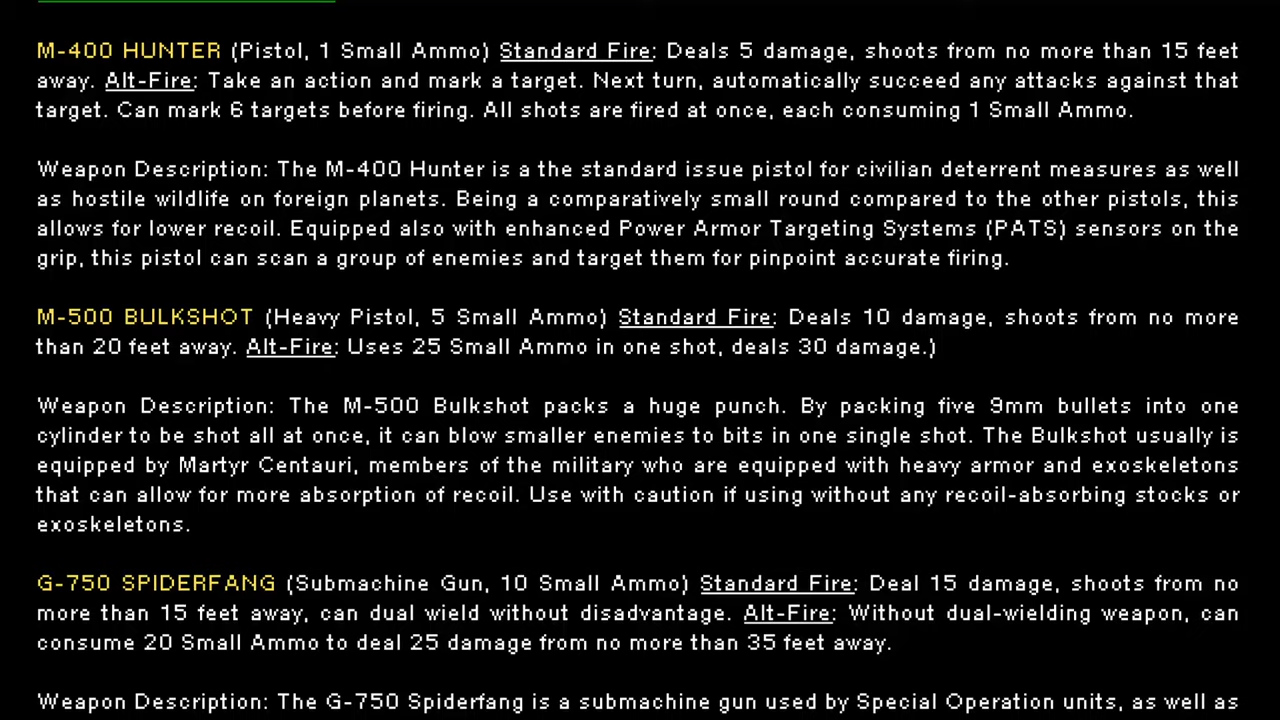 M-400 HUNTER (Pistol, 1 Small Ammo) Standard Fire: Deals 5 damage, shoots from no more than 15 feet
away. Alt-Fire: Take an action and mark a target. Next turn, automatically succeed any attacks against that
target. Can mark 6 targets before firing. All shots are fired at once, each consuming 1 Small Ammo.
Weapon Description: The M-400 Hunter is a the standard issue pistol for civilian deterrent measures as well
as hostile wildlife on foreign planets. Being a comparatively small round compared to the other pistols, this
allows for lower recoil. Equipped also with enhanced Power Armor Targeting Systems (PATS) sensors on the
grip, this pistol can scan a group of enemies and target them for pinpoint accurate firing.
M-500 BULKSHOT (Heavy Pistol, 5 Small Ammo) Standard Fire: Deals 10 damage, shoots from no more
than 20 feet away. Alt-Fire: Uses 25 Small Ammo in one shot, deals 30 damage.)
Weapon Description: The M-500 Bulkshot packs a huge punch. By packing five 9mm bullets into one
cylinder to be shot all at once, it can blow smaller enemies to bits in one single shot. The Bulkshot usually is
equipped by Martyr Centauri, members of the military who are equipped with heavy armor and exoskeletons
that can allow for more absorption of recoil. Use with caution if using without any recoil-absorbing stocks or
exoskeletons.
G-750 SPIDERFANG (Submachine Gun, 10 Small Ammo) Standard Fire: Deal 15 damage, shoots from no
more than 15 feet away, can dual wield without disadvantage. Alt-Fire: Without dual-wielding weapon, can
consume 20 Small Ammo to deal 25 damage from no more than 35 feet away.
Weapon Description: The G-750 Spiderfang is a submachine gun used by Special Operation units, as well as